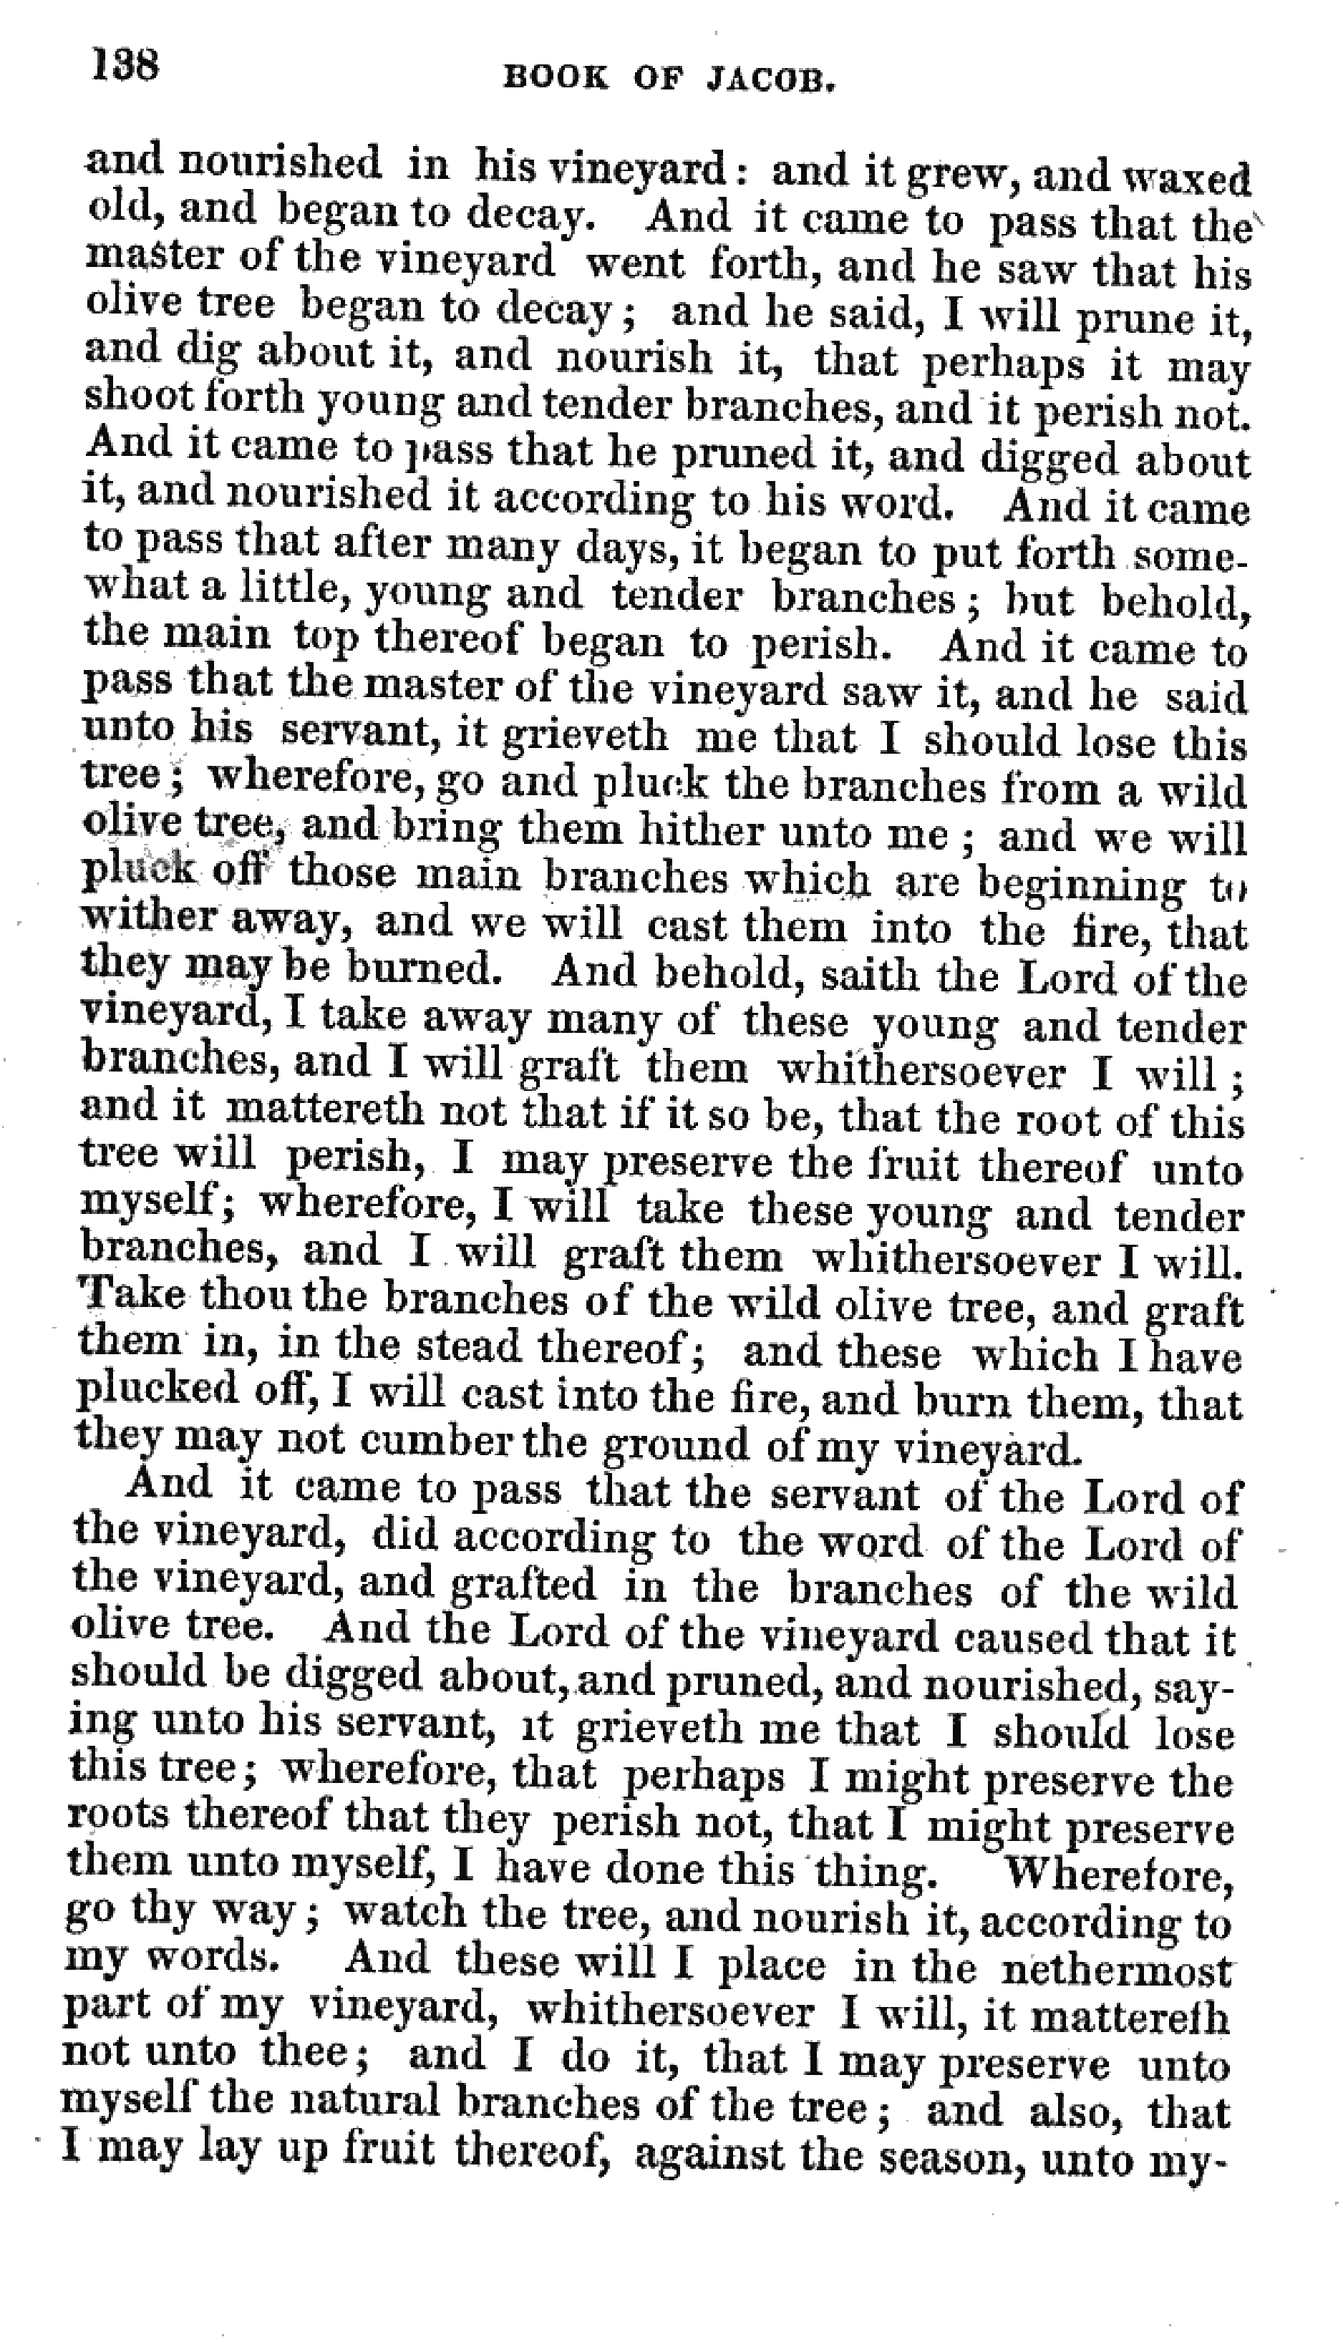 138
BOOK OF JACOB.
and nourished in his vineyard: and it grew, and waxed
old, and began to decay. And it came to pass that the
master of the vineyard went forth, and he saw that his
olive tree began to decay; and he said, I will prune it,
and dig about it, and nourish it, that perhaps it may
shoot forth young and tender branches, and it perish not.
And it came to pass that he pruned it, and digged about
it, and nourished it according to his word. And it came
to pass that after many days, it began to put forth some-
what a little, young and tender branches; but behold,
the main top thereof began to perish. And it came to
pass that the master of the vineyard saw it, and he said
unto his servant, it grieveth me that I should lose this
tree; wherefore, go and pluck the branches from a wild
olive tree, and bring them hither unto me; and we will
pluck off those main branches which are beginning to
wither away, and we will cast them into the fire, that
they may be burned. And behold, saith the Lord of the
vineyard, I take away many of these young and tender
branches, and I will graft them whithersoever I will;
and it mattereth not that if it so be, that the root of this
tree will perish, I may preserve the fruit thereof unto
myself; wherefore, I will take these young and tender
branches, and I will graft them whithersoever I will.
Take thou the branches of the wild olive tree, and graft
them in, in the stead thereof; and these which I have
plucked off, I will cast into the fire, and burn them, that
they may not cumber the ground of my vineyard.
And it came to pass that the servant of the Lord of
the vineyard, did according to the word of the Lord of
the vineyard, and grafted in the branches of the wild
olive tree. And the Lord of the vineyard caused that it
should be digged about, and pruned, and nourished, say-
ing unto his servant, it grieveth me that I should lose
this tree; wherefore, that perhaps I might preserve the
roots thereof that they perish not, that I might preserve
them unto myself, I have done this thing. Wherefore,
go thy way; watch the tree, and nourish it, according to
my words. And these will I place in the nethermost
part of my vineyard, whithersoever I will, it mattereth
not unto thee; and I do it, that I may preserve unto
myself the natural branches of the tree; and also, that
I may lay up fruit thereof, against the season, unto my-